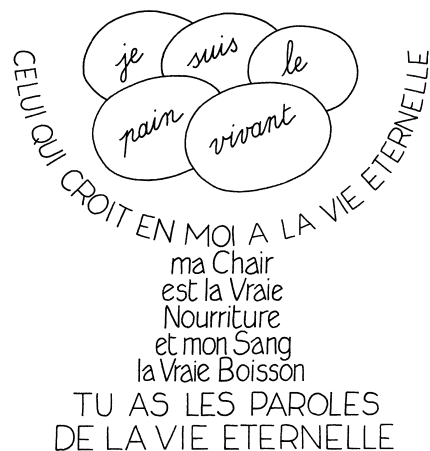 je suis le
pain vivant
CELUI QUI CROIT EN MOI A LA VIE ETERNELLE
ma Chair
est la Vraie
Nourriture
et mon Sang
la Vraie Boisson
TU AS LES PAROLES
DE LA VIE ETERNELLE